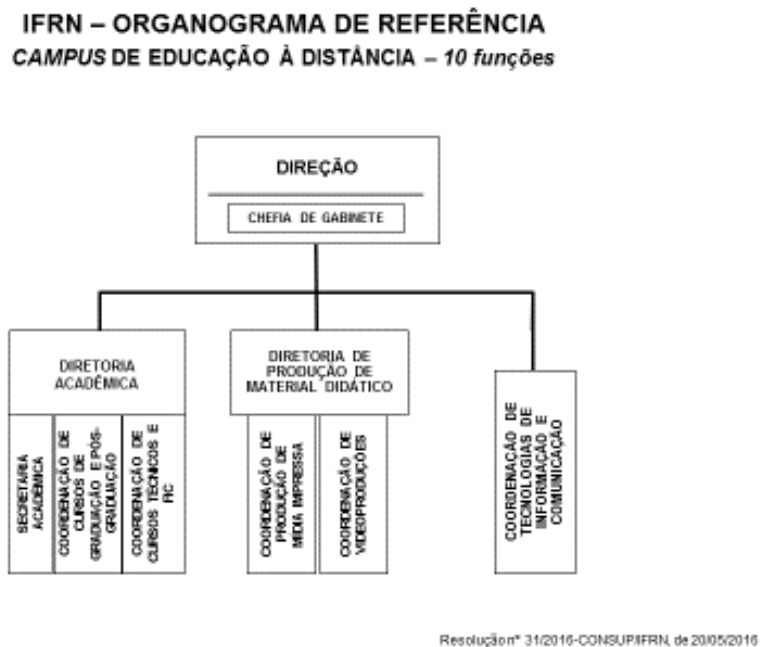 IFRN – ORGANOGRAMA DE REFERÊNCIA
CAMPUS DE EDUCAÇÃO À DISTÂNCIA – 10 funções
DIREÇÃO
CHEFIA DE GABINETE
DIRETORIA
ACADÊMICA
SECRETARIA
ACADÊMICA
COORDENAÇÃO DE
CURSOS DE
GRADUAÇÃO E PÓS-
GRADUAÇÃO
COORDENAÇÃO DE
CURSOS TÉCNICOS E
FIC
DIRETORIA DE
PRODUÇÃO DE
MATERIAL DIDÁTICO
COORDENAÇÃO DE
PRODUÇÃO DE
MÍDIA IMPRESSA
COORDENAÇÃO DE
VIDEOPRODUÇÕES
COORDENAÇÃO DE
TECNOLOGIAS DE
INFORMAÇÃO E
COMUNICAÇÃO
Resolução nº 31/2016-CONSUP/IFRN, de 20/05/2016